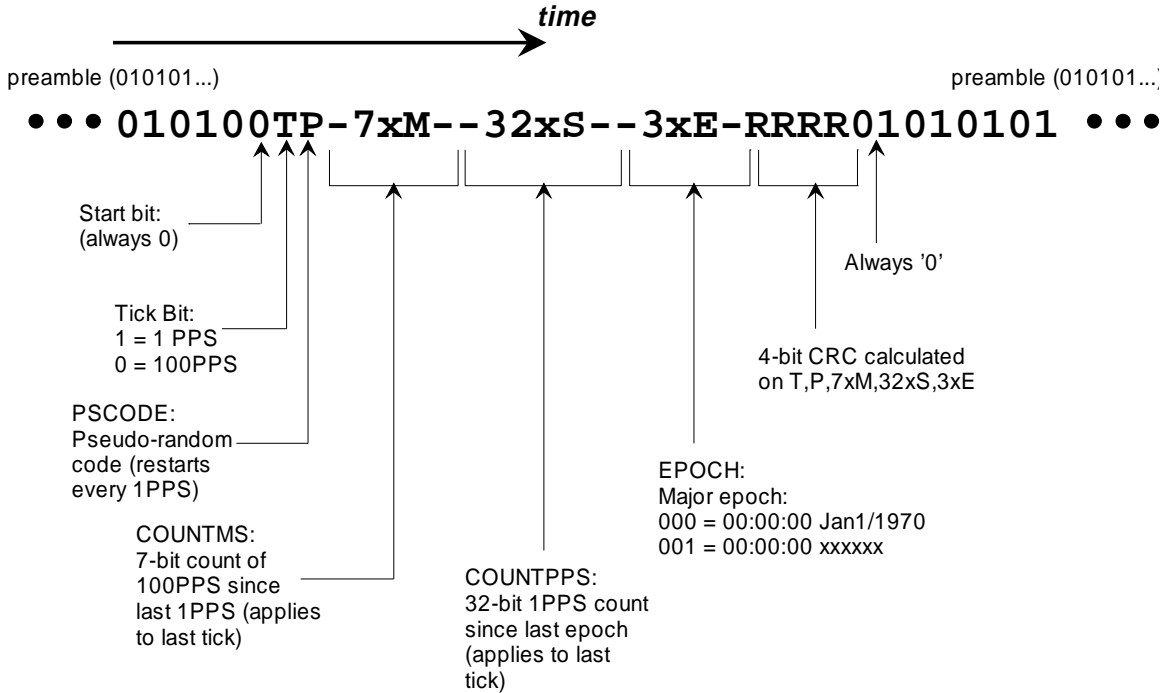 time
preamble (010101...)
preamble (010101...)
••• 010100TP-7xM--32xS--3xE-RRRR01010101 •••
Start bit:
(always 0)
Always '0'
Tick Bit:
1 = 1 PPS
0 = 100PPS
4-bit CRC calculated
on T,P,7xM,32xS,3xE
PSCODE:
Pseudo-random
code (restarts
every 1PPS)
EPOCH:
Major epoch:
000 = 00:00:00 Jan1/1970
001 = 00:00:00 xxxxxx
COUNTMS:
7-bit count of
100PPS since
last 1PPS (applies
to last tick)
COUNTPPS:
32-bit 1PPS count
since last epoch
(applies to last
tick)